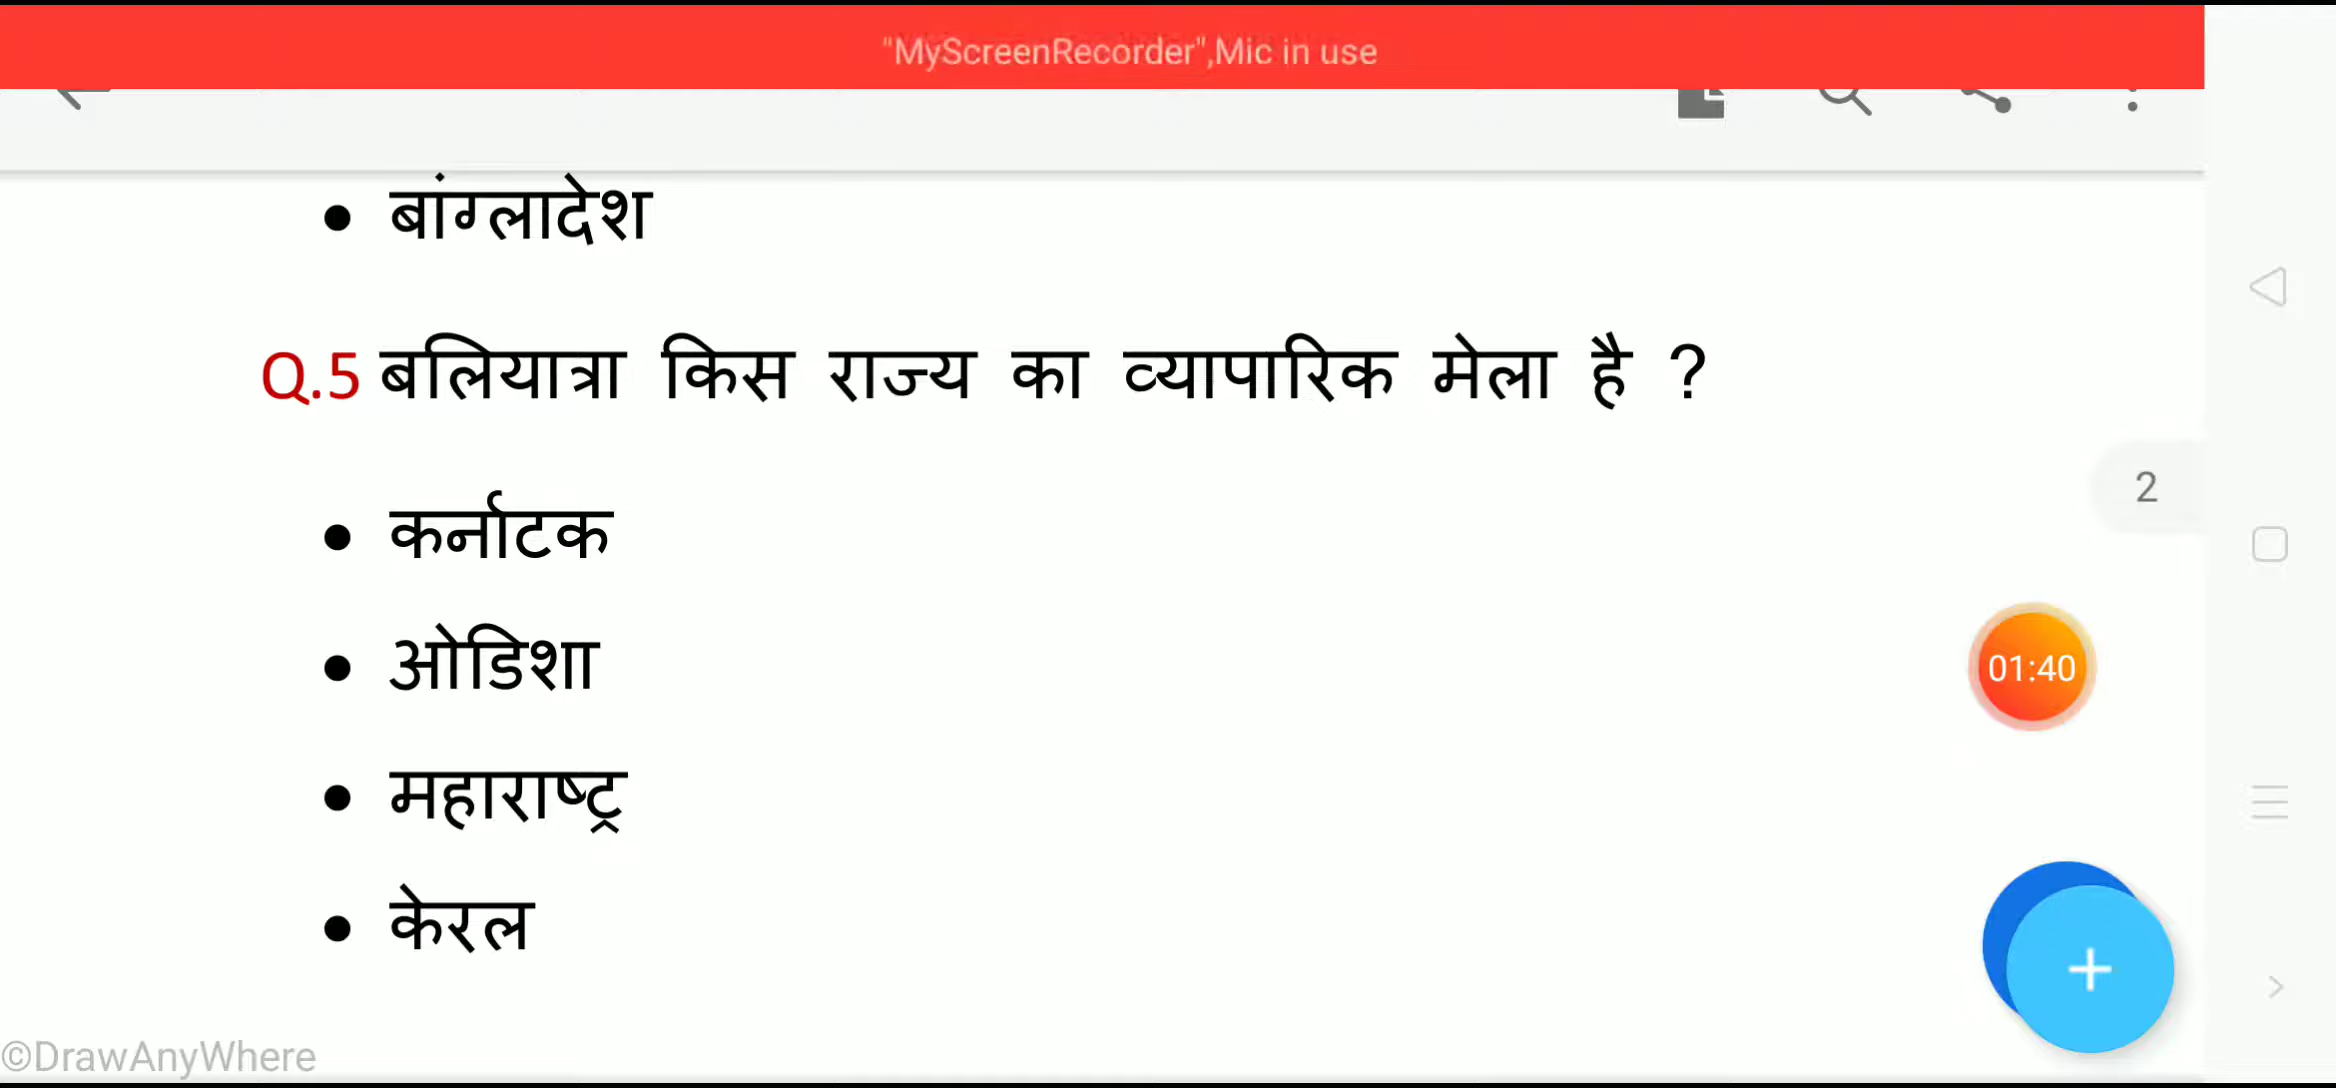 "MyScreenRecorder",Mic in use
• बांग्लादेश
Q.5 बलियात्रा किस राज्य का व्यापारिक मेला है ?
2
• कर्नाटक
• ओडिशा
01:40
• महाराष्ट्र
• केरल
©DrawAnyWhere